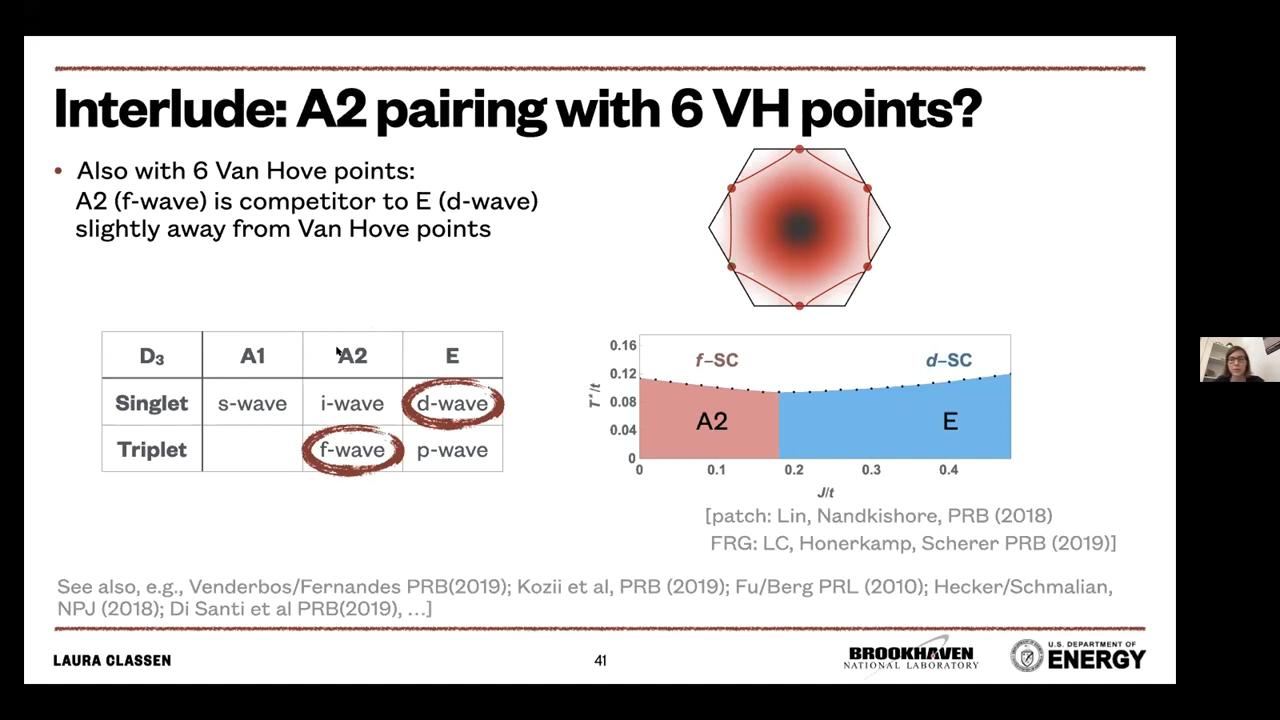 Interlude: A2 pairing with 6 VH points?
• Also with 6 Van Hove points:
A2 (f-wave) is competitor to E (d-wave)
slightly away from Van Hove points
D₃ A1 A2 E
Singlet s-wave i-wave d-wave
Triplet f-wave p-wave
0.16
0.12
0.08
0.04
0
T*/t
f–SC
d–SC
A2
E
0 0.1 0.2 0.3 0.4
J/t
[patch: Lin, Nandkishore, PRB (2018)
FRG: LC, Honerkamp, Scherer PRB (2019)]
See also, e.g., Venderbos/Fernandes PRB(2019); Kozii et al, PRB (2019); Fu/Berg PRL (2010); Hecker/Schmalian,
NPJ (2018); Di Santi et al PRB(2019), …]
LAURA CLASSEN
41
BROOKHAVEN
NATIONAL LABORATORY
U.S. DEPARTMENT OF
ENERGY